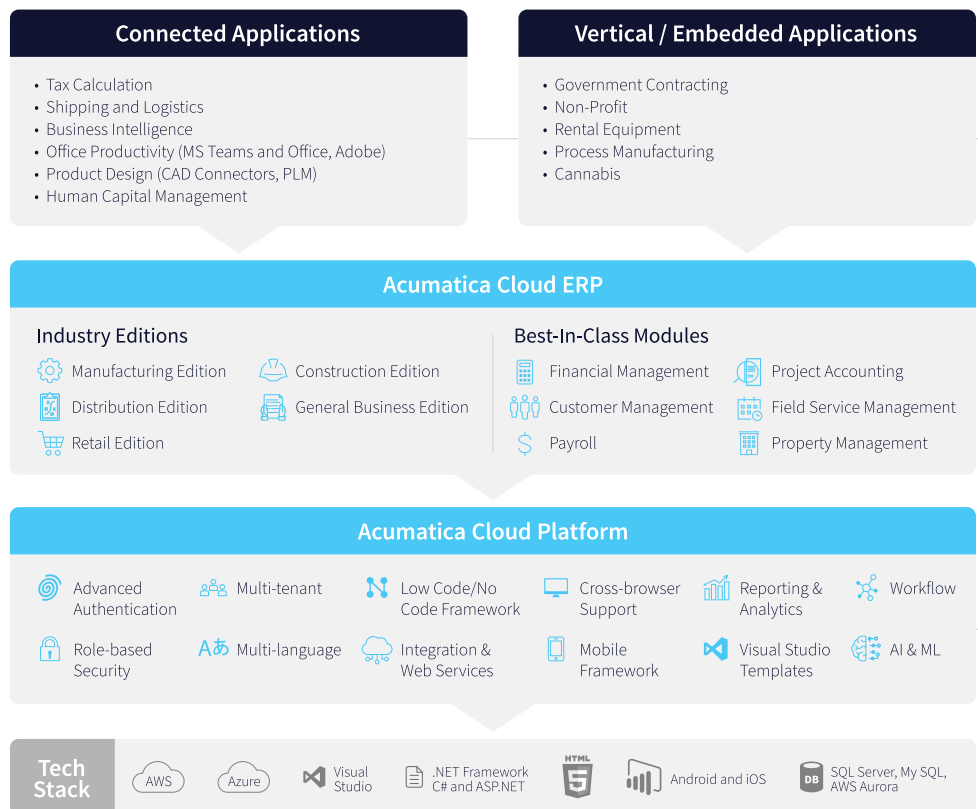 Connected Applications
• Tax Calculation
• Shipping and Logistics
• Business Intelligence
• Office Productivity (MS Teams and Office, Adobe)
• Product Design (CAD Connectors, PLM)
• Human Capital Management
Vertical / Embedded Applications
• Government Contracting
• Non-Profit
• Rental Equipment
• Process Manufacturing
• Cannabis
Acumatica Cloud ERP
Industry Editions
Manufacturing Edition
Construction Edition
Distribution Edition
General Business Edition
Retail Edition
Best-In-Class Modules
Financial Management
Project Accounting
Customer Management
Field Service Management
$ Payroll
Property Management
Acumatica Cloud Platform
Advanced
Authentication
Multi-tenant
Low Code/No
Code Framework
Cross-browser
Support
Reporting &
Analytics
Workflow
Role-based
Security
Aあ Multi-language
Integration &
Web Services
Mobile
Framework
Visual Studio
Templates
AI & ML
Tech
Stack
AWS
Azure
Visual
Studio
.NET Framework
C# and ASP.NET
HTML
5
Android and iOS
DB
SQL Server, My SQL,
AWS Aurora